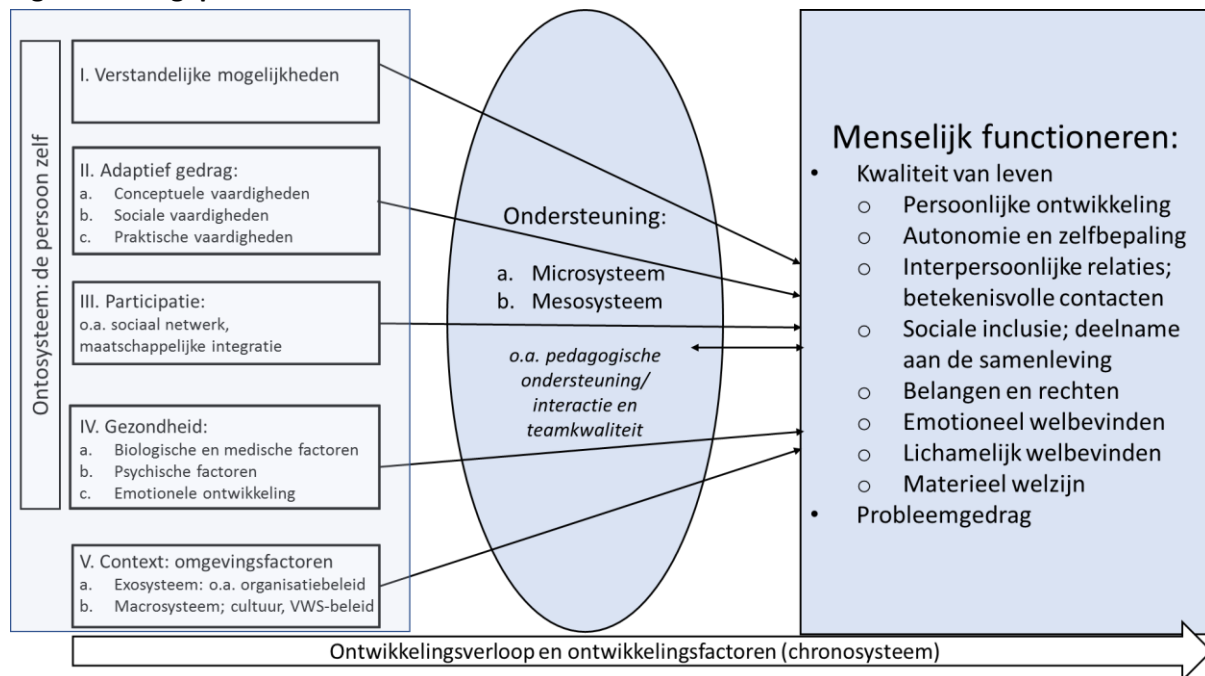 Ontosysteem: de persoon zelf
I. Verstandelijke mogelijkheden
II. Adaptief gedrag:
a. Conceptuele vaardigheden
b. Sociale vaardigheden
c. Praktische vaardigheden
III. Participatie:
o.a. sociaal netwerk,
maatschappelijke integratie
IV. Gezondheid:
a. Biologische en medische factoren
b. Psychische factoren
c. Emotionele ontwikkeling
V. Context: omgevingsfactoren
a. Exosysteem: o.a. organisatiebeleid
b. Macrosysteem; cultuur, VWS-beleid
Ondersteuning:
a. Microsysteem
b. Mesosysteem
o.a. pedagogische
ondersteuning/
interactie en
teamkwaliteit
Menselijk functioneren:
• Kwaliteit van leven
o Persoonlijke ontwikkeling
o Autonomie en zelfbepaling
o Interpersoonlijke relaties;
betekenisvolle contacten
o Sociale inclusie; deelname
aan de samenleving
o Belangen en rechten
o Emotioneel welbevinden
o Lichamelijk welbevinden
o Materieel welzijn
• Probleemgedrag
Ontwikkelingsverloop en ontwikkelingsfactoren (chronosysteem)